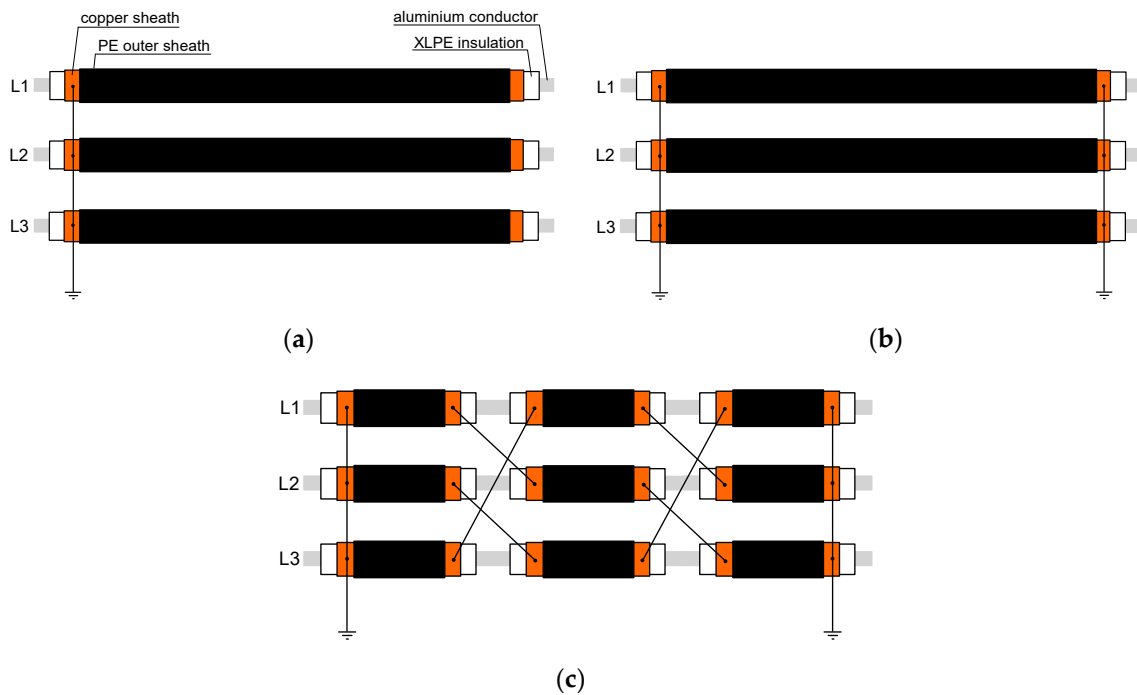 copper sheath
aluminium conductor
PE outer sheath
XLPE insulation
L1
L2
L3
L1
L2
L3
(a)
(b)
L1
L2
L3
(c)